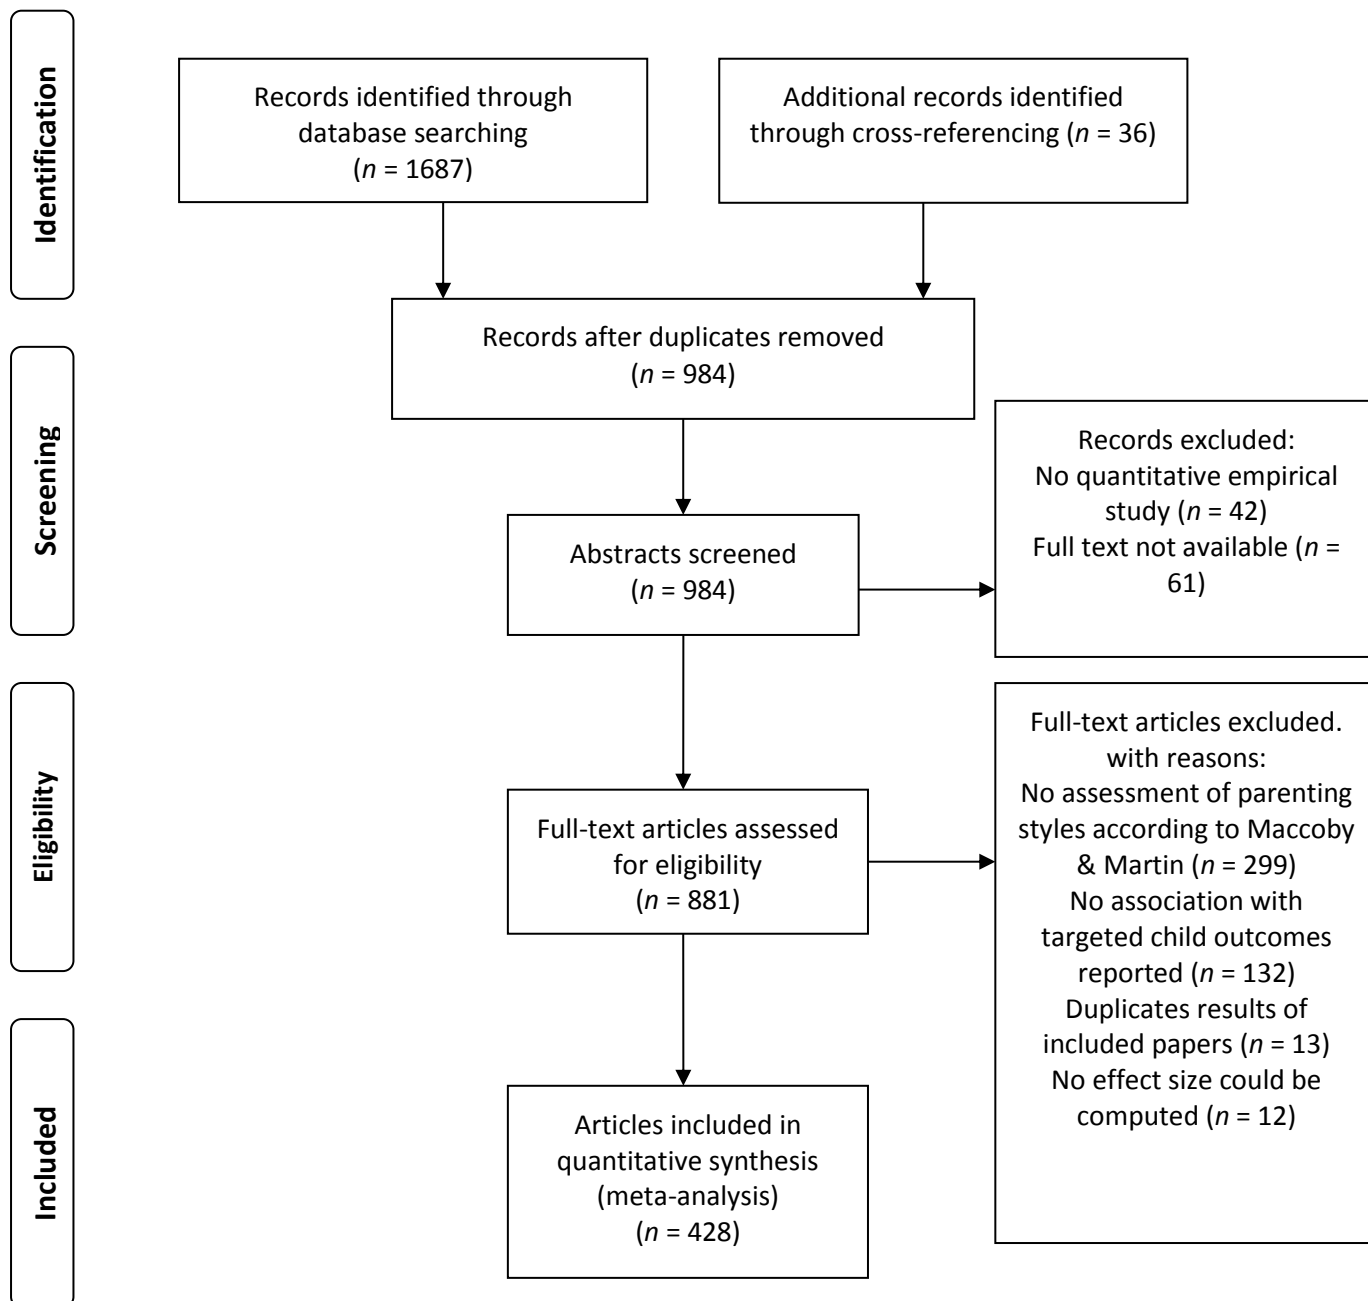 Identification
Records identified through
database searching
(n = 1687)
Additional records identified
through cross-referencing (n = 36)
Records after duplicates removed
(n = 984)
Screening
Abstracts screened
(n = 984)
Records excluded:
No quantitative empirical
study (n = 42)
Full text not available (n =
61)
Eligibility
Full-text articles assessed
for eligibility
(n = 881)
Full-text articles excluded.
with reasons:
No assessment of parenting
styles according to Maccoby
& Martin (n = 299)
No association with
targeted child outcomes
reported (n = 132)
Duplicates results of
included papers (n = 13)
No effect size could be
computed (n = 12)
Included
Articles included in
quantitative synthesis
(meta-analysis)
(n = 428)